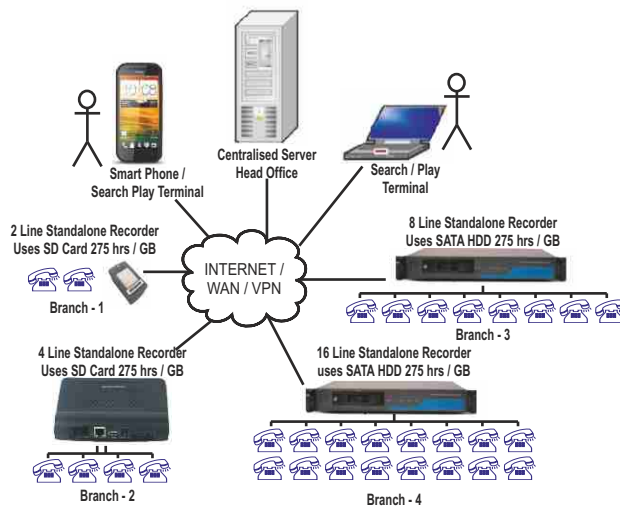 Smart Phone /
Search Play Terminal
Centralised Server
Head Office
Search / Play
Terminal
2 Line Standalone Recorder
Uses SD Card 275 hrs / GB
Branch - 1
INTERNET /
WAN / VPN
8 Line Standalone Recorder
Uses SATA HDD 275 hrs / GB
Branch - 3
4 Line Standalone Recorder
Uses SD Card 275 hrs / GB
Branch - 2
16 Line Standalone Recorder
uses SATA HDD 275 hrs / GB
Branch - 4